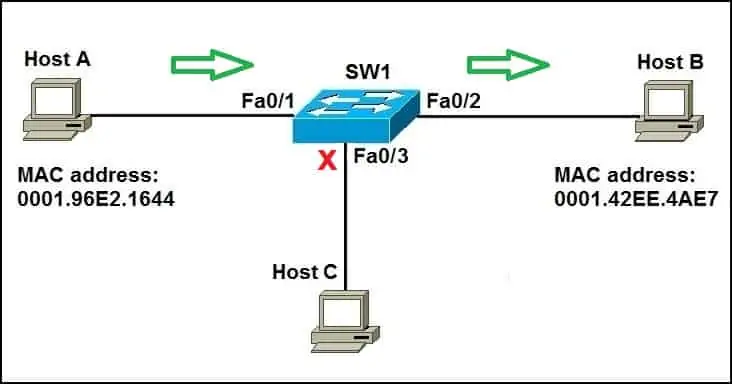 Host A
SW1
Host B
Fa0/1
Fa0/2
X
Fa0/3
MAC address:
0001.96E2.1644
MAC address:
0001.42EE.4AE7
Host C